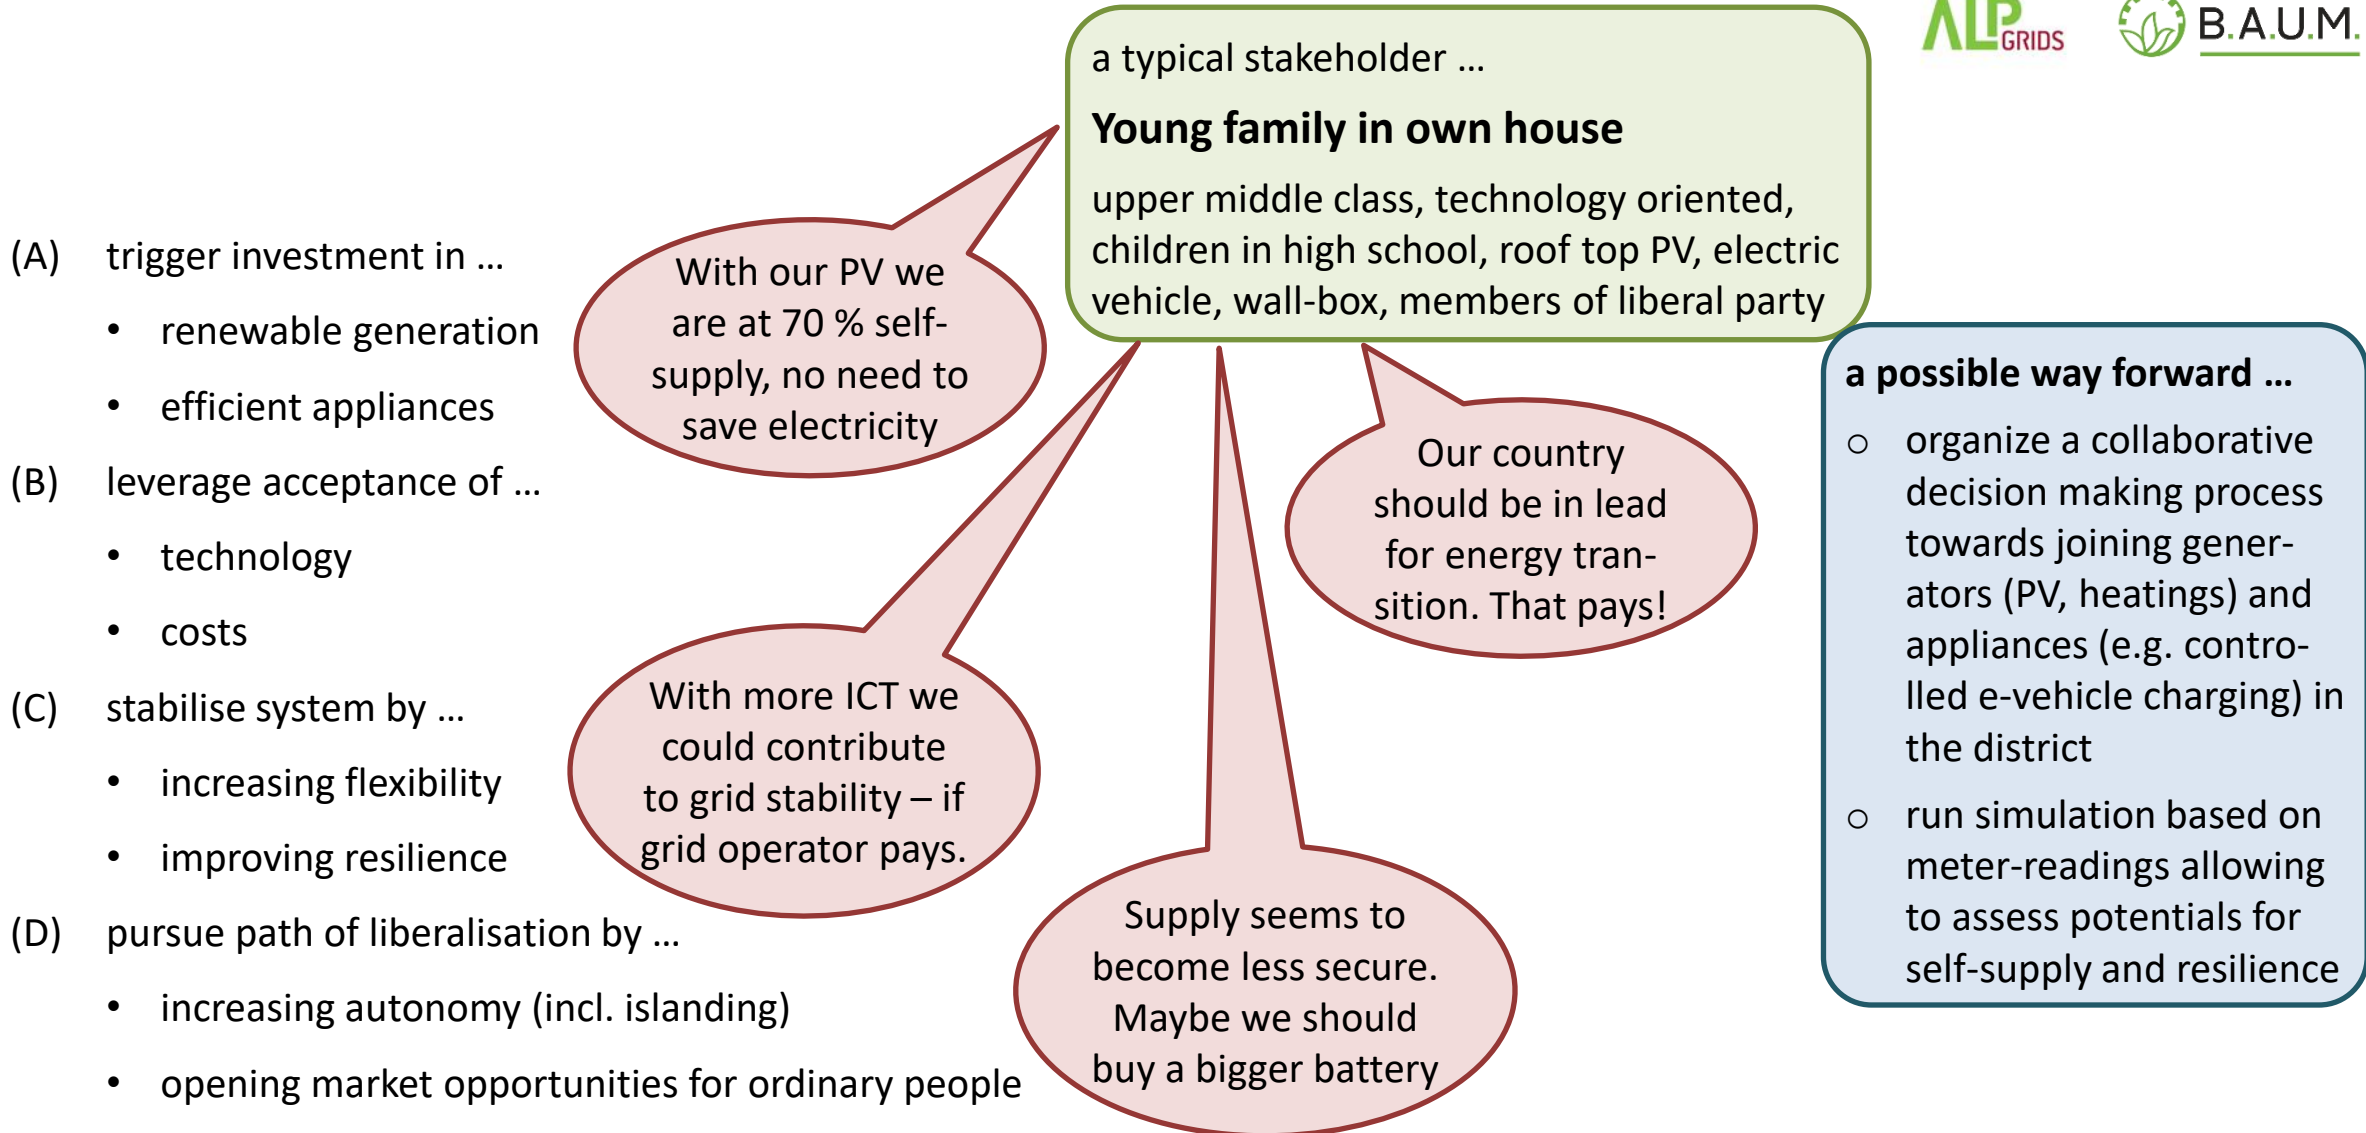 ALP
GRIDS
B.A.U.M.
a typical stakeholder …
Young family in own house
upper middle class, technology oriented,
children in high school, roof top PV, electric
vehicle, wall-box, members of liberal party
(A) trigger investment in …
• renewable generation
• efficient appliances
(B) leverage acceptance of …
• technology
• costs
(C) stabilise system by …
• increasing flexibility
• improving resilience
(D) pursue path of liberalisation by …
• increasing autonomy (incl. islanding)
• opening market opportunities for ordinary people
With our PV we
are at 70 % self-
supply, no need to
save electricity
With more ICT we
could contribute
to grid stability – if
grid operator pays.
Supply seems to
become less secure.
Maybe we should
buy a bigger battery
Our country
should be in lead
for energy tran-
sition. That pays!
a possible way forward …
o organize a collaborative
decision making process
towards joining gener-
ators (PV, heatings) and
appliances (e.g. contro-
lled e-vehicle charging) in
the district
o run simulation based on
meter-readings allowing
to assess potentials for
self-supply and resilience